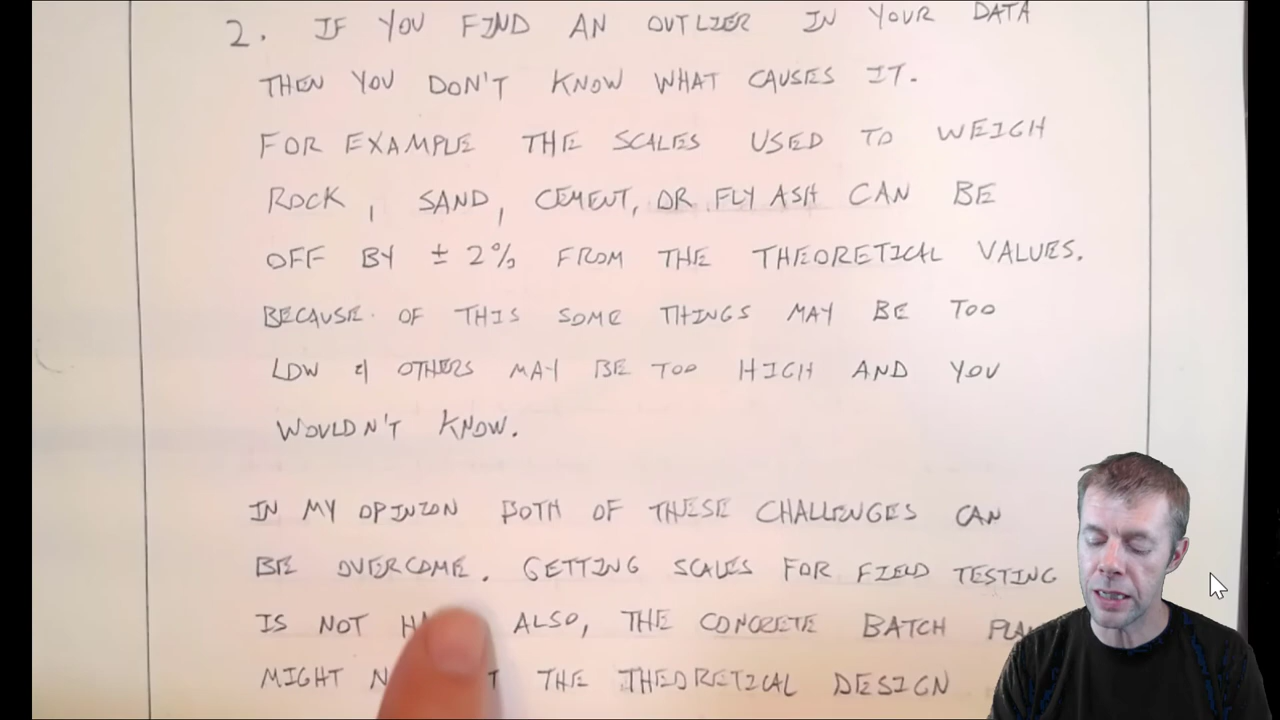 2. IF YOU FIND AN OUTLIER IN YOUR DATA
THEN YOU DON'T KNOW WHAT CAUSES IT.
FOR EXAMPLE THE SCALES USED TO WEIGH
ROCK, SAND, CEMENT, OR FLY ASH CAN BE
OFF BY ± 2% FROM THE THEORETICAL VALUES.
BECAUSE OF THIS SOME THINGS MAY BE TOO
LOW & OTHERS MAY BE TOO HIGH AND YOU
WOULDN'T KNOW.
IN MY OPINION BOTH OF THESE CHALLENGES CAN
BE OVERCOME. GETTING SCALES FOR FIELD TESTING
IS NOT ALSO, THE CONCRETE BATCH
MIGHT THE THEORETICAL DESIGN